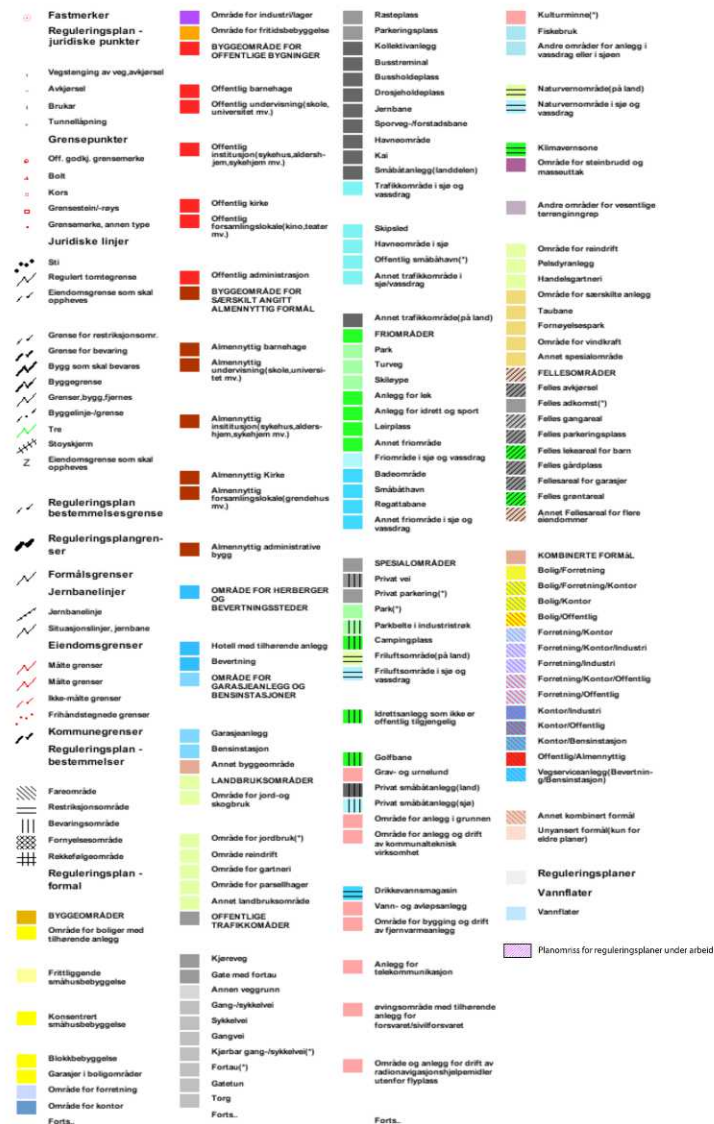 Fastmerker
Reguleringsplan -
juridiske punkter
Vegstenging av veg,avkjørsel
Avkjørsel
Brukar
Tunnelåpning
Grensepunkter
Off. godkj. grensemerke
Bolt
Kors
Grensestein/-røys
Grensemerke, annen type
Juridiske linjer
Sti
Regulert tomtegrense
Eiendomsgrense som skal
oppheves
Grense for restriksjonsomr.
Grense for bevaring
Bygg som skal bevares
Byggegrense
Grenser,bygg,fjernes
Byggelinje-/grense
Tre
Stoyskjerm
Eiendomsgrense som skal
oppheves
Reguleringsplan
bestemmelsesgrense
Reguleringsplangren-
ser
Formålsgrenser
Jernbanelinjer
Jernbanelinje
Situasjonslinjer, jernbane
Eiendomsgrenser
Målte grenser
Målte grenser
Ikke-målte grenser
Frihåndstegnede grenser
Kommunegrenser
Reguleringsplan -
bestemmelser
Fareområde
Restriksjonsområde
Bevaringsområde
Fornyelsesområde
Rekkefølgeområde
Reguleringsplan -
formal
BYGGEOMRÅDER
Område for boliger med
tilhørende anlegg
Frittliggende
småhusbebyggelse
Konsentrert
småhusbebyggelse
Blokkbebyggelse
Garasjer i boligområder
Område for forretning
Område for kontor
Forts..
Område for industri/lager
Område for fritidsbebyggelse
BYGGEOMRÅDE FOR
OFFENTLIGE BYGNINGER
Offentlig barnehage
Offentlig undervisning(skole,
universitet mv.)
Offentlig
institusjon(sykehus,aldersh-
jem,sykehjem mv.)
Offentlig kirke
Offentlig
forsamlingslokale(kino,teater
mv.)
Offentlig administrasjon
BYGGEOMRÅDE FOR
SÆRSKILT ANGITT
ALMENNYTTIG FORMÅL
Almennyttig barnehage
Almennyttig
undervisning(skole,universi-
tet mv.)
Almennyttig
insititusjon(sykehus,alders-
hjem,sykehjem mv.)
Almennyttig Kirke
Almennyttig
forsamlingslokale(grendehus
mv.)
Almennyttig administrative
bygg
OMRÅDE FOR HERBERGER
OG
BEVERTNINGSSTEDER
Hotell med tilhørende anlegg
Bevertning
OMRÅDE FOR
GARASJEANLEGG OG
BENSINSTASJONER
Garasjeanlegg
Bensinstasjon
Annet byggeområde
LANDBRUKSOMRÅDER
Område for jord-og
skogbruk
Område for jordbruk(*)
Område reindrift
Område for gartneri
Område for parsellhager
Annet landbruksområde
OFFENTLIGE
TRAFIKKOMÅDER
Kjøreveg
Gate med fortau
Annen veggrunn
Gang-/sykkelvei
Sykkelvei
Gangvei
Kjørbar gang-/sykkelvei(*)
Fortau(*)
Gatetun
Torg
Forts..
Rasteplass
Parkeringsplass
Kollektivanlegg
Busstreminal
Bussholdeplass
Drosjeholdeplass
Jernbane
Sporveg-/forstadsbane
Havneområde
Kai
Småbåtanlegg(landdelen)
Trafikkområde i sjø og
vassdrag
Skipsled
Havneområde i sjø
Offentlig småbåhavn(*)
Annet trafikkområde i
sjø/vassdrag
Annet trafikkområde(på land)
FRIOMRÅDER
Park
Turveg
Skiløype
Anlegg for lek
Anlegg for idrett og sport
Leirplass
Annet friområde
Friområde i sjø og vassdrag
Badeområde
Småbåthavn
Regattabane
Annet friområde i sjø og
vassdrag
SPESIALOMRÅDER
Privat vei
Privat parkering(*)
Park(*)
Parkbelte i industristrøk
Campingplass
Friluftsområde(på land)
Friluftsområde i sjø og
vassdrag
Idrettsanlegg som ikke er
offentlig tilgjengelig
Golfbane
Grav- og urnelund
Privat småbåtanlegg(land)
Privat småbåtanlegg(sjø)
Område for anlegg i grunnen
Område for anlegg og drift
av kommunalteknisk
virksomhet
Drikkevannsmagasin
Vann- og avløpsanlegg
Område for bygging og drift
av fjernvarmeanlegg
Anlegg for
telekommunikasjon
øvingsområde med tilhørende
anlegg for
forsvaret/sivilforsvaret
Område og anlegg for drift av
radionavigasjonshjelpemidler
utenfor flyplass
Forts..
Kulturminne(*)
Fiskebruk
Andre områder for anlegg i
vassdrag eller i sjøen
Naturvernområde(på land)
Naturvernområde i sjø og
vassdrag
Klimavernsone
Område for steinbrudd og
masseuttak
Andre områder for vesentlige
terrenginngrep
Område for reindrift
Pelsdyranlegg
Handelsgartneri
Område for særskilte anlegg
Taubane
Fornøyelsespark
Område for vindkraft
Annet spesialområde
FELLESOMRÅDER
Felles avkjørsel
Felles adkomst(*)
Felles gangareal
Felles parkeringsplass
Felles lekeareal for barn
Felles gårdplass
Fellesareal for garasjer
Felles grøntareal
Annet Fellesareal for flere
eiendommer
KOMBINERTE FORMåL
Bolig/Forretning
Bolig/Forretning/Kontor
Bolig/Kontor
Bolig/Offentlig
Forretning/Kontor
Forretning/Kontor/Industri
Forretning/Industri
Forretning/Kontor/Offentlig
Forretning/Offentlig
Kontor/Industri
Kontor/Offentlig
Kontor/Bensinstasjon
Offentlig/Almennyttig
Vegserviceanlegg(Bevertnin-
g/Bensinstasjon)
Annet kombinert formål
Unyansert formål(kun for
eldre planer)
Reguleringsplaner
Vannflater
Vannflater
Planomriss for reguleringsplaner under arbeid